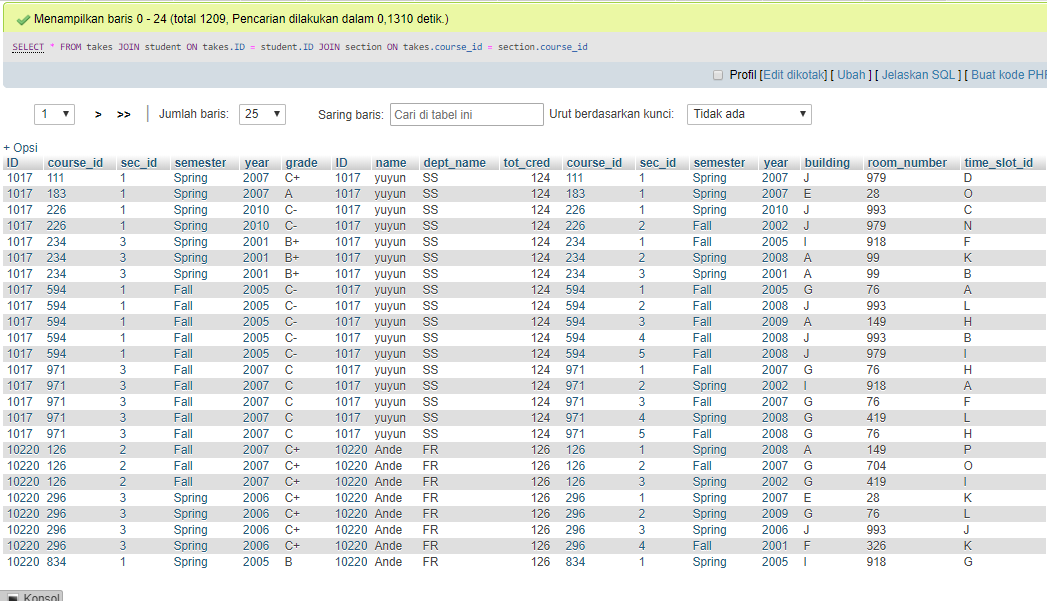 Menampilkan baris 0 - 24 (total 1209, Pencarian dilakukan dalam 0,1310 detik.)
SELECT * FROM takes JOIN student ON takes.ID = student.ID JOIN section ON takes.course_id = section.course_id
Profil [Edit dikotak] [ Ubah ] [ Jelaskan SQL ] [ Buat kode PHP
1 > >> Jumlah baris: 25 Saring baris: Cari di tabel ini Urut berdasarkan kunci: Tidak ada
+ Opsi
ID course_id sec_id semester year grade ID name dept_name tot_cred course_id sec_id semester year building room_number time_slot_id
1017 111 1 Spring 2007 C+ 1017 yuyun SS 124 111 1 Spring 2007 J 979 D
1017 183 1 Spring 2007 A 1017 yuyun SS 124 183 1 Spring 2007 E 28 O
1017 226 1 Spring 2010 C- 1017 yuyun SS 124 226 1 Spring 2010 J 993 C
1017 226 1 Spring 2010 C- 1017 yuyun SS 124 226 2 Fall 2002 J 979 N
1017 234 3 Spring 2001 B+ 1017 yuyun SS 124 234 1 Fall 2005 I 918 F
1017 234 3 Spring 2001 B+ 1017 yuyun SS 124 234 2 Spring 2008 A 99 K
1017 234 3 Spring 2001 B+ 1017 yuyun SS 124 234 3 Spring 2001 A 99 B
1017 594 1 Fall 2005 C- 1017 yuyun SS 124 594 1 Fall 2005 G 76 A
1017 594 1 Fall 2005 C- 1017 yuyun SS 124 594 2 Fall 2008 J 993 L
1017 594 1 Fall 2005 C- 1017 yuyun SS 124 594 3 Fall 2009 A 149 H
1017 594 1 Fall 2005 C- 1017 yuyun SS 124 594 4 Fall 2008 J 993 B
1017 594 1 Fall 2005 C- 1017 yuyun SS 124 594 5 Fall 2008 J 979 I
1017 971 3 Fall 2007 C 1017 yuyun SS 124 971 1 Fall 2007 G 76 H
1017 971 3 Fall 2007 C 1017 yuyun SS 124 971 2 Spring 2002 I 918 A
1017 971 3 Fall 2007 C 1017 yuyun SS 124 971 3 Fall 2007 G 76 F
1017 971 3 Fall 2007 C 1017 yuyun SS 124 971 4 Spring 2008 G 419 L
1017 971 3 Fall 2007 C 1017 yuyun SS 124 971 5 Fall 2008 G 76 H
10220 126 2 Fall 2007 C+ 10220 Ande FR 126 126 1 Spring 2008 A 149 P
10220 126 2 Fall 2007 C+ 10220 Ande FR 126 126 2 Fall 2007 G 704 O
10220 126 2 Fall 2007 C+ 10220 Ande FR 126 126 3 Spring 2002 G 419 I
10220 296 3 Spring 2006 C+ 10220 Ande FR 126 296 1 Spring 2007 E 28 K
10220 296 3 Spring 2006 C+ 10220 Ande FR 126 296 2 Spring 2009 G 76 L
10220 296 3 Spring 2006 C+ 10220 Ande FR 126 296 3 Spring 2006 J 993 J
10220 296 3 Spring 2006 C+ 10220 Ande FR 126 296 4 Fall 2001 F 326 K
10220 834 1 Spring 2005 B 10220 Ande FR 126 834 1 Spring 2005 I 918 G
Konsol